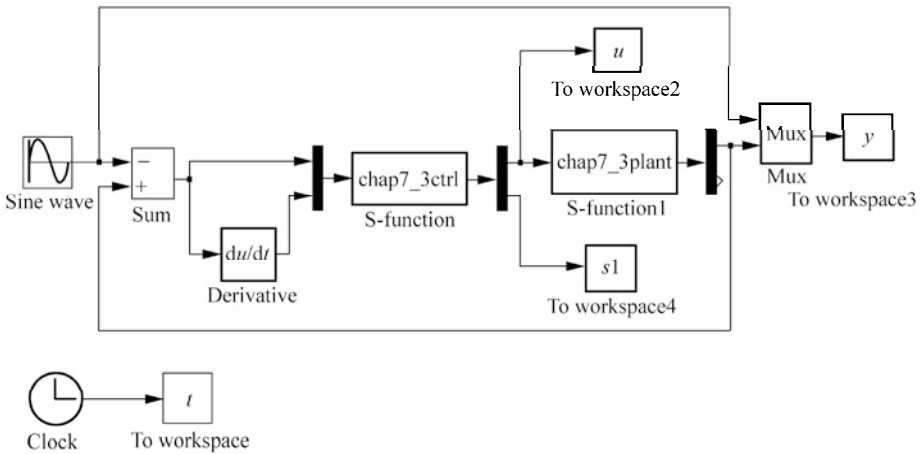 u
To workspace2
Sine wave
−
+
Sum
chap7_3ctrl
S-function
chap7_3plant
S-function1
Mux
Mux
y
To workspace3
du/dt
Derivative
s1
To workspace4
Clock
t
To workspace